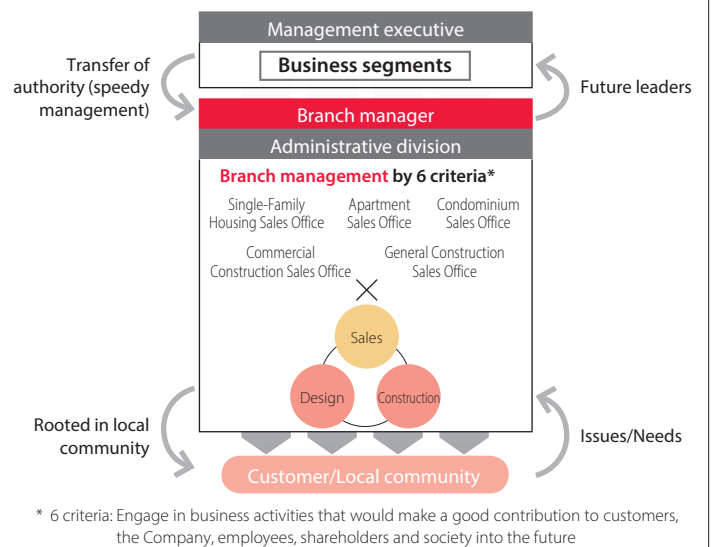 Management executive
Business segments
Transfer of
authority (speedy
management)
Future leaders
Branch manager
Administrative division
Branch management by 6 criteria*
Single-Family
Housing Sales Office
Apartment
Sales Office
Condominium
Sales Office
Commercial
Construction Sales Office
General Construction
Sales Office
Sales
Design
Construction
Rooted in local
community
Issues/Needs
Customer/Local community
* 6 criteria: Engage in business activities that would make a good contribution to customers,
the Company, employees, shareholders and society into the future